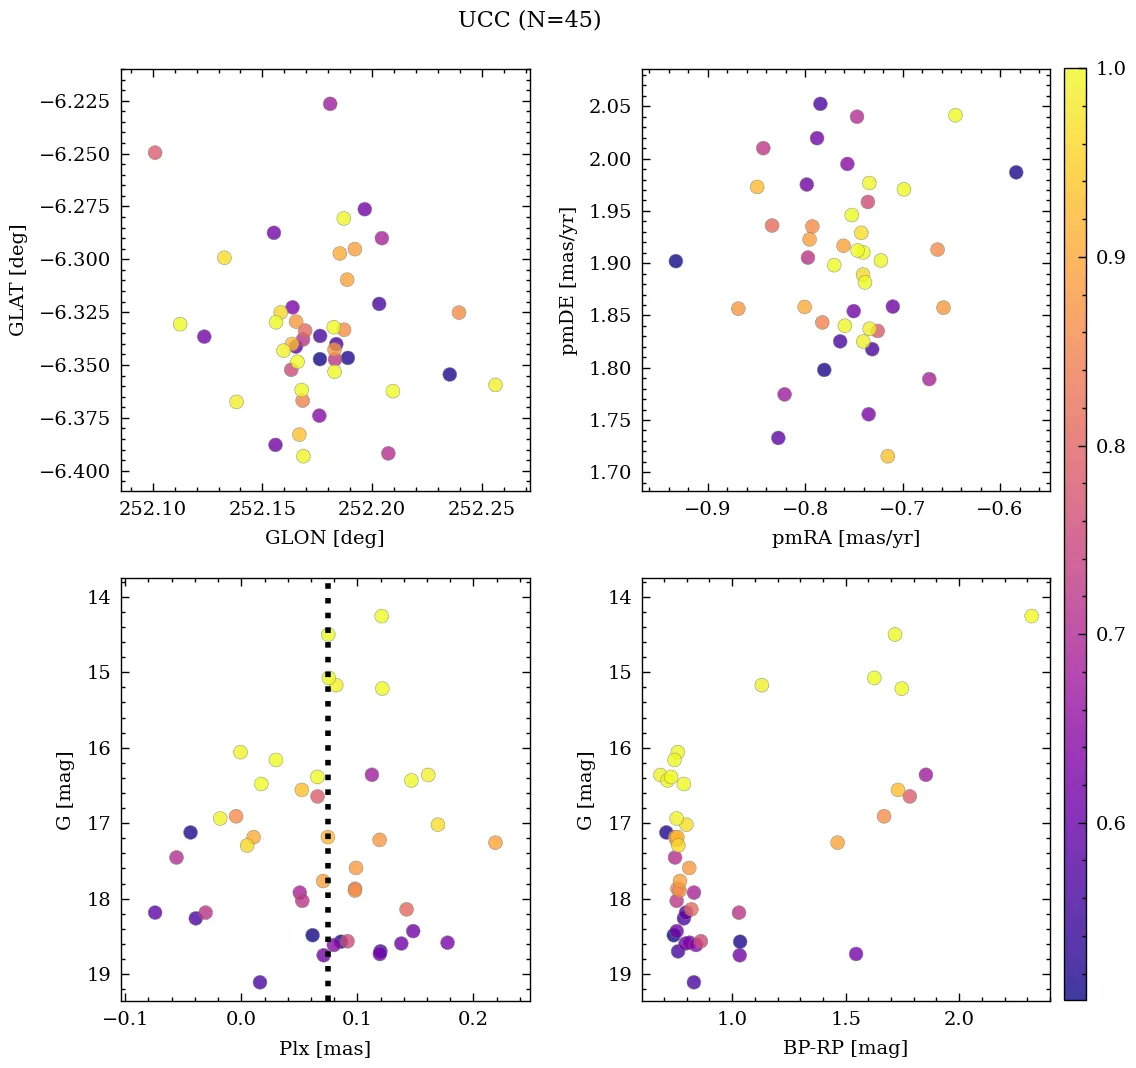 UCC (N=45)
−6.225
−6.250
−6.275
−6.300
−6.325
−6.350
−6.375
−6.400
GLAT [deg]
252.10 252.15 252.20 252.25
GLON [deg]
2.05
2.00
1.95
1.90
1.85
1.80
1.75
1.70
pmDE [mas/yr]
−0.9 −0.8 −0.7 −0.6
pmRA [mas/yr]
1.0
0.9
0.8
0.7
0.6
14
15
16
17
18
19
G [mag]
−0.1 0.0 0.1 0.2
Plx [mas]
14
15
16
17
18
19
G [mag]
1.0 1.5 2.0
BP-RP [mag]